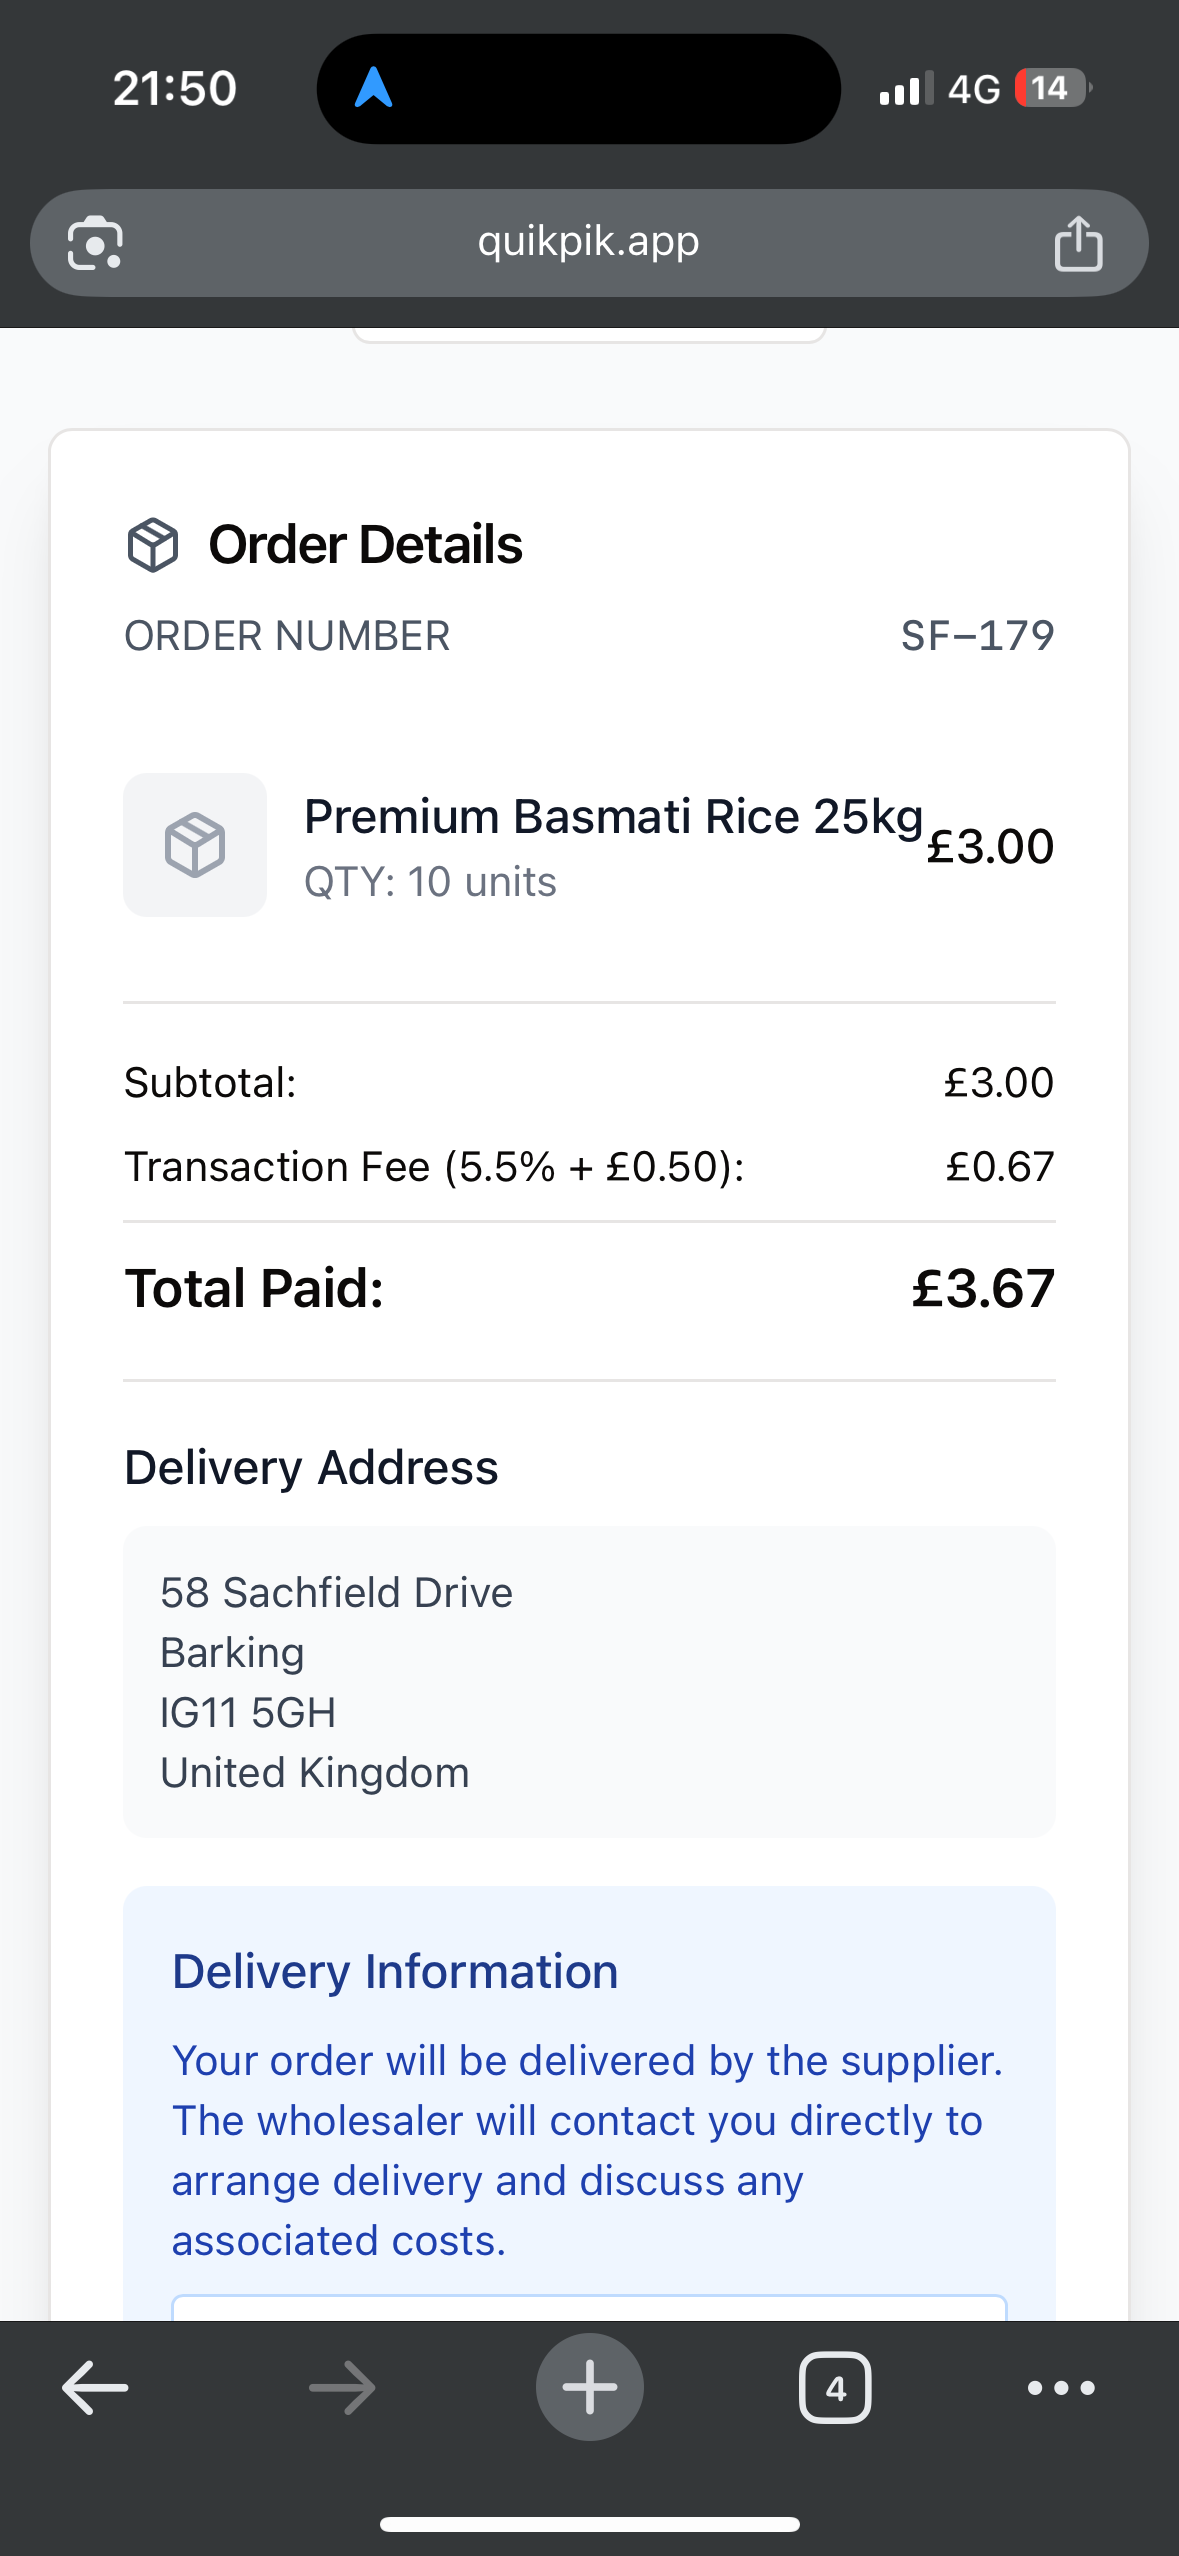 21:50
4G
14
quikpik.app
Order Details
ORDER NUMBER SF-179
Premium Basmati Rice 25kg
£3.00
QTY: 10 units
Subtotal: £3.00
Transaction Fee (5.5% + £0.50): £0.67
Total Paid: £3.67
Delivery Address
58 Sachfield Drive
Barking
IG11 5GH
United Kingdom
Delivery Information
Your order will be delivered by the supplier.
The wholesaler will contact you directly to
arrange delivery and discuss any
associated costs.
4